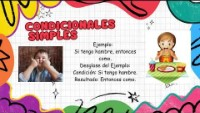 CONDICIONALES
SIMPLES
Ejemplo:
Si tengo hambre, entonces
como.
Desglose del Ejemplo
Condición: Si tengo hambre.
Resultado: Entonces como.